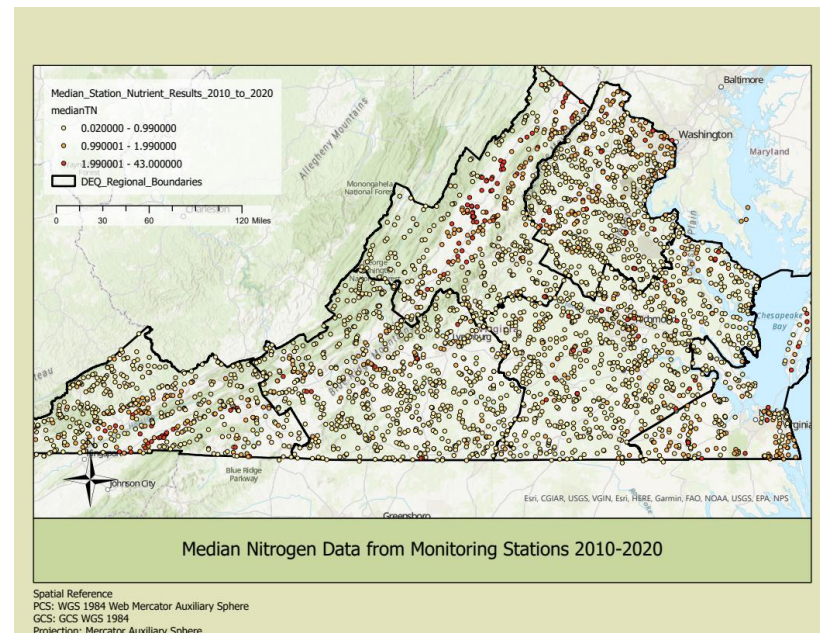 Median_Station_Nutrient_Results_2010_to_2020
medianTN
0.020000 - 0.990000
0.990001 - 1.990000
1.990001 - 43.000000
DEQ_Regional_Boundaries
0 30 60 120 Miles
Baltimore
Washington
Maryland
Allegheny Mountains
Monongahela
National Forest
Chesapeake
Bay
Blue Ridge
Parkway
Johnson City
Greensboro
Esri, CGIAR, USGS, VGIN, Esri, HERE, Garmin, FAO, NOAA, USGS, EPA, NPS
Median Nitrogen Data from Monitoring Stations 2010-2020
Spatial Reference
PCS: WGS 1984 Web Mercator Auxiliary Sphere
GCS: GCS WGS 1984
Projection: Mercator Auxiliary Sphere